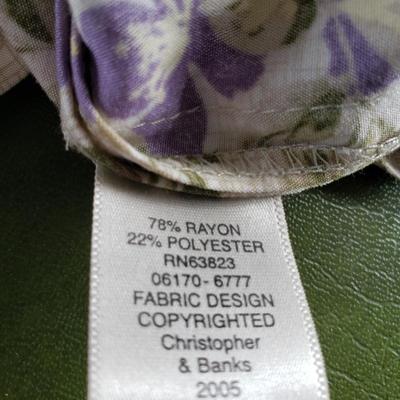 78% RAYON
22% POLYESTER
RN63823
06170-6777
FABRIC DESIGN
COPYRIGHTED
Christopher
& Banks
2005